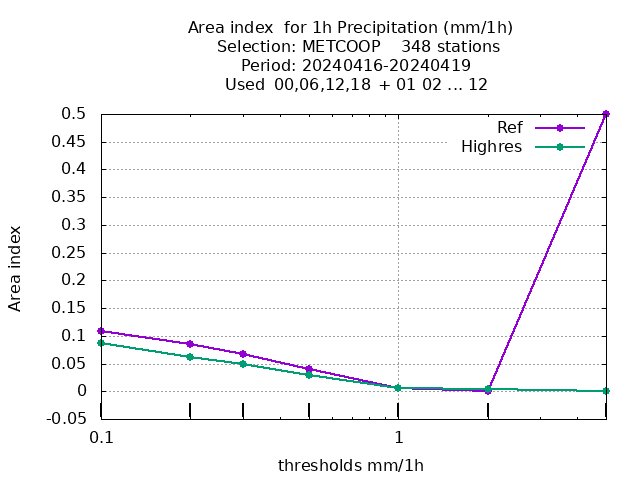 Area index  for 1h Precipitation (mm/1h)
Selection: METCOOP    348 stations
Period: 20240416-20240419
Used  00,06,12,18 + 01 02 ... 12
Ref
Highres
0.5
0.45
0.4
0.35
0.3
0.25
0.2
0.15
0.1
0.05
0
-0.05
Area index
0.1
1
thresholds mm/1h